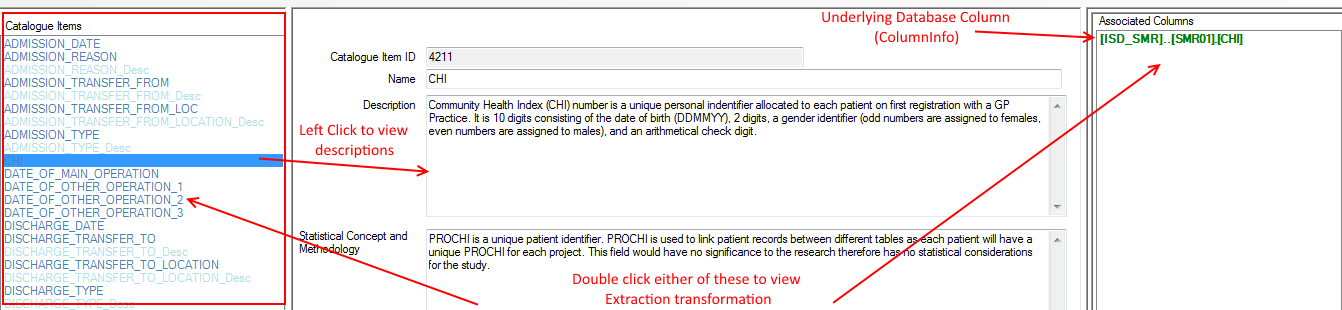 Catalogue Items
ADMISSION_DATE
ADMISSION_REASON
ADMISSION_REASON_Desc
ADMISSION_TRANSFER_FROM
ADMISSION_TRANSFER_FROM_Desc
ADMISSION_TRANSFER_FROM_LOC
ADMISSION_TRANSFER_FROM_LOCATION_Desc
ADMISSION_TYPE
ADMISSION_TYPE_Desc
CHI
DATE_OF_MAIN_OPERATION
DATE_OF_OTHER_OPERATION_1
DATE_OF_OTHER_OPERATION_2
DATE_OF_OTHER_OPERATION_3
DISCHARGE_DATE
DISCHARGE_TRANSFER_TO
DISCHARGE_TRANSFER_TO_Desc
DISCHARGE_TRANSFER_TO_LOCATION
DISCHARGE_TRANSFER_TO_LOCATION_Desc
DISCHARGE_TYPE
DISCHARGE_TYPE_Desc
Left Click to view
descriptions
Catalogue Item ID
4211
Name
CHI
Description
Community Health Index (CHI) number is a unique personal indentifier allocated to each patient on first registration with a GP
Practice. It is 10 digits consisting of the date of birth (DDMMYY), 2 digits, a gender identifier (odd numbers are assigned to females,
even numbers are assigned to males), and an arithmetical check digit.
Statistical Concept and
Methodology
PROCHI is a unique patient identifier. PROCHI is used to link patient records between different tables as each patient will have a
unique PROCHI for each project. This field would have no significance to the research therefore has no statistical considerations
for the study.
Double click either of these to view
Extraction transformation
Underlying Database Column
(ColumnInfo)
Associated Columns
[ISD_SMR]..[SMR01].[CHI]